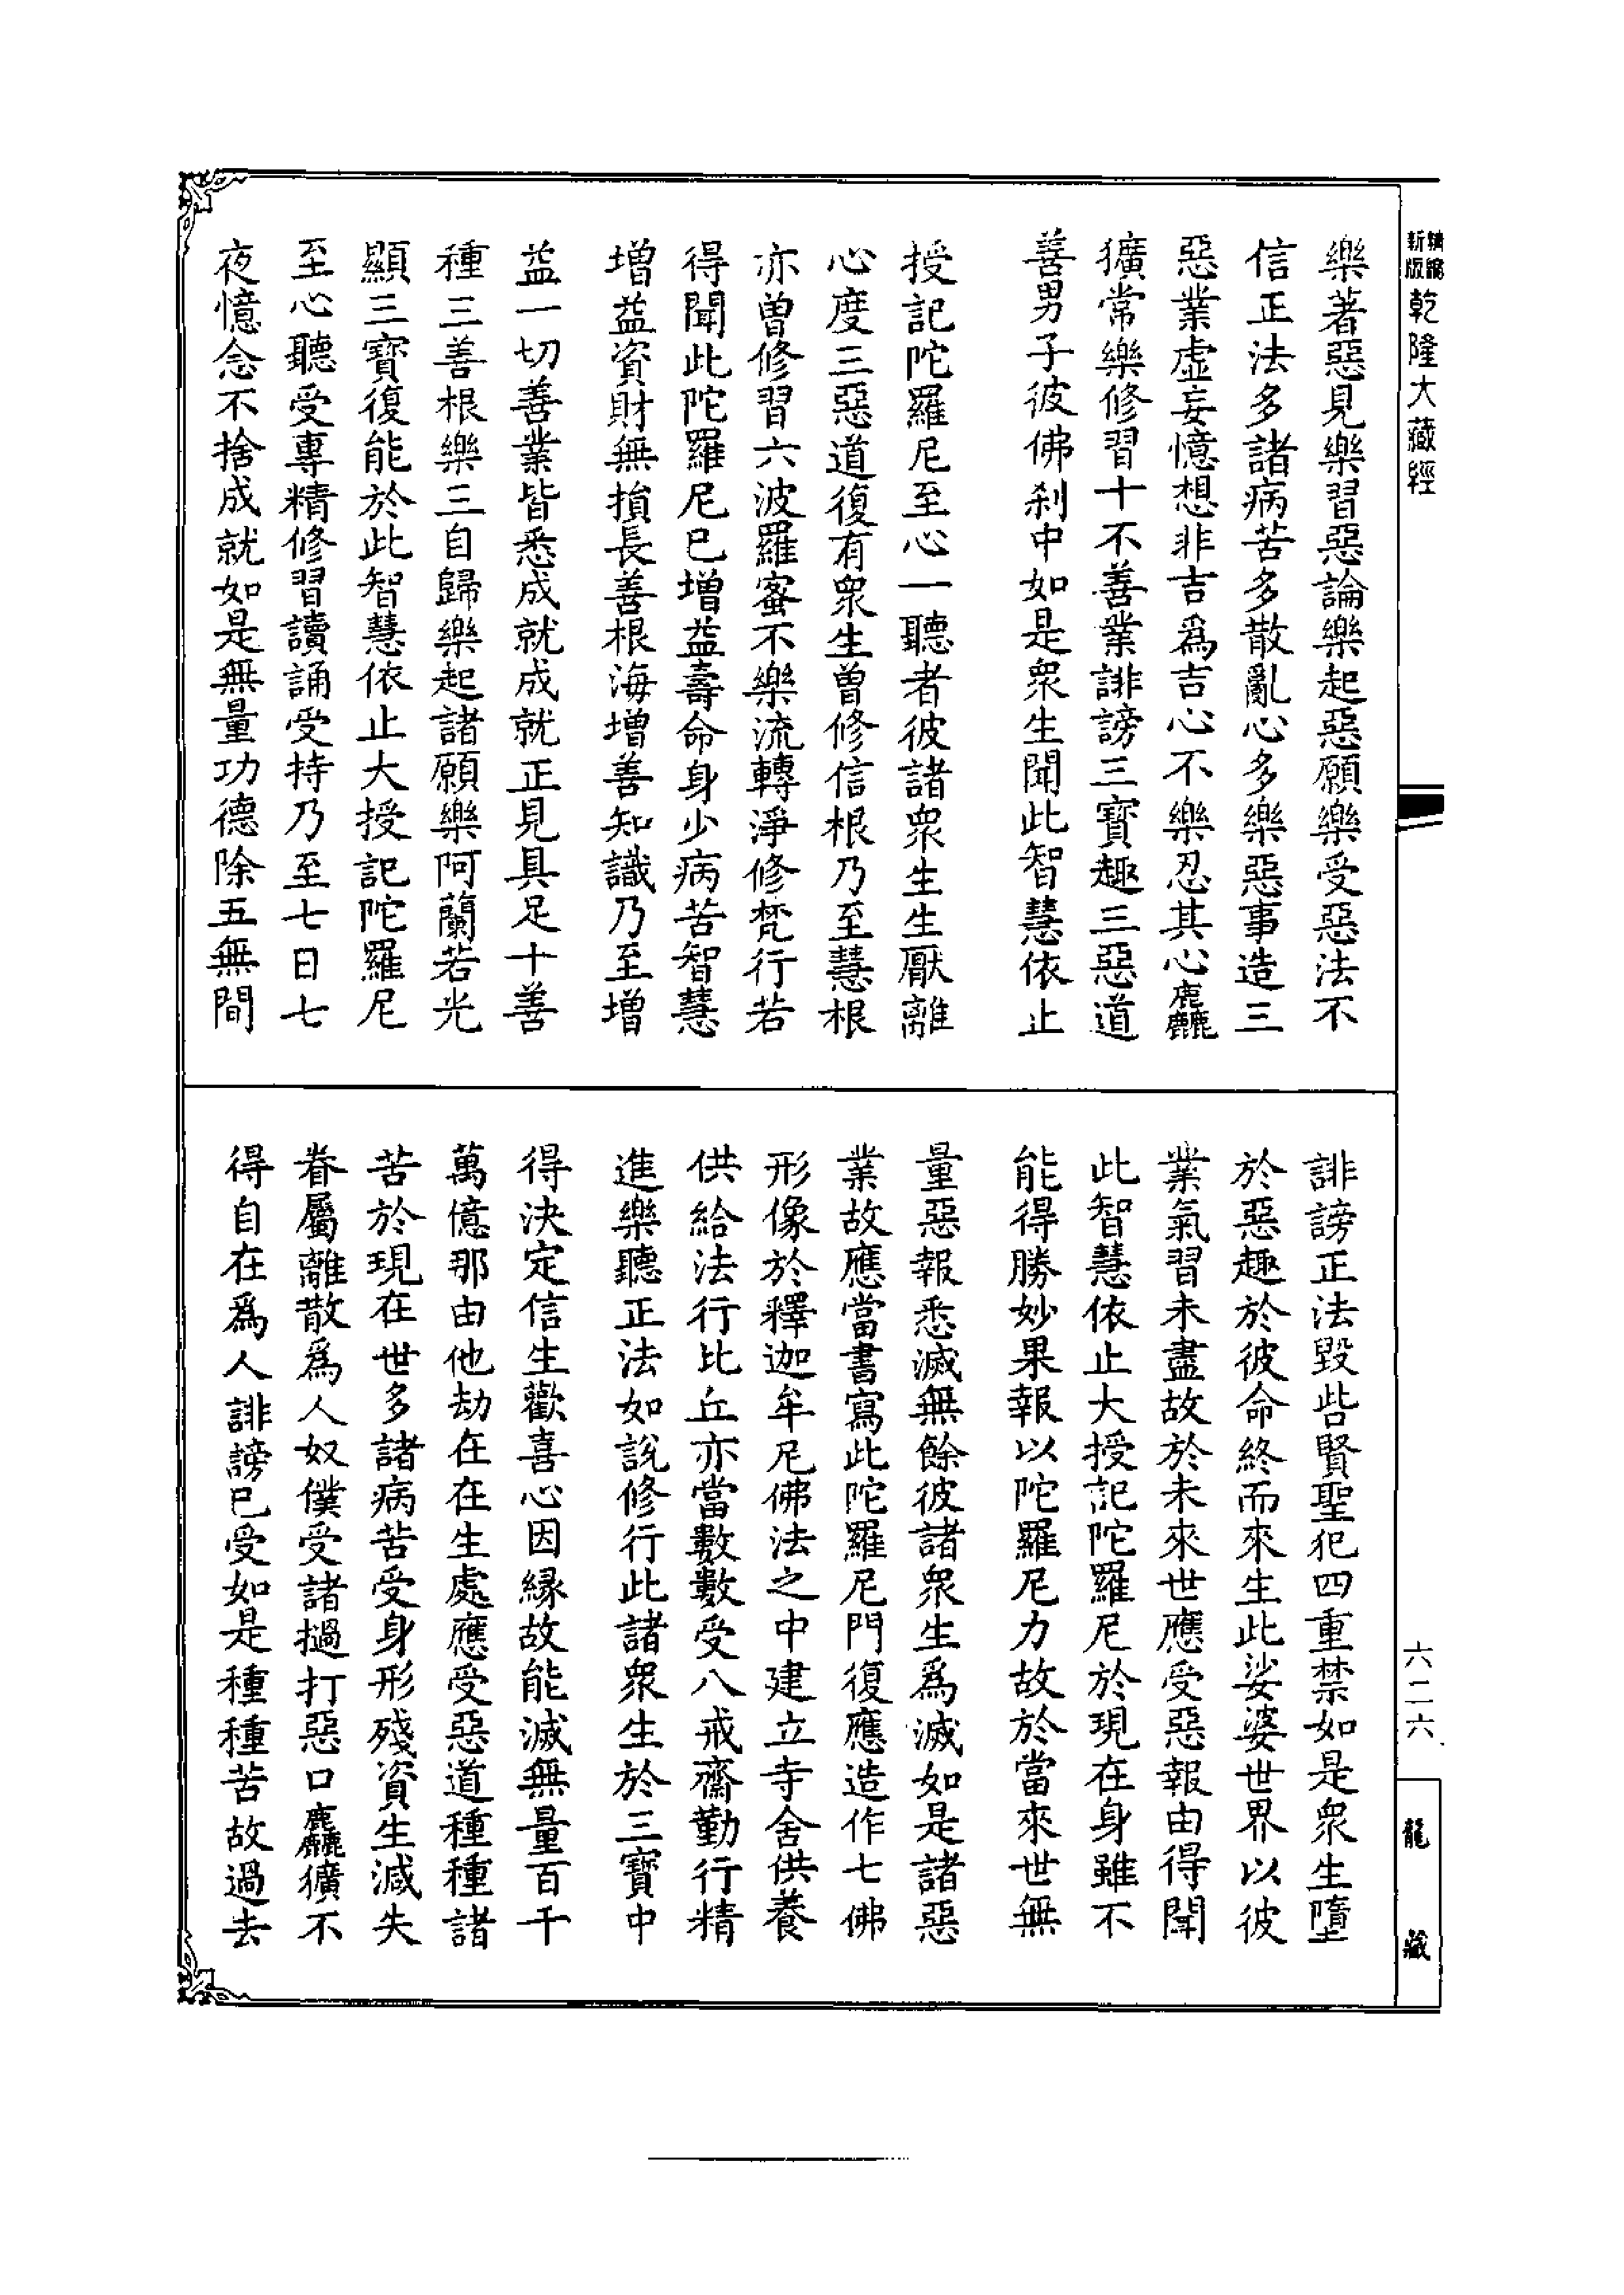 新編
新版
乾隆大藏經
樂著惡見樂習惡論樂起惡願樂受惡法不
信正法多諸病苦多散亂心多樂惡事造三
惡業虛妄憶想非吉爲吉心不樂忍其心麤
獷常樂修習十不善業誹謗三寶趣三惡道
善男子彼佛刹中如是衆生聞此智慧依止
授記陀羅尼至心一聽者彼諸衆生生厭離
心度三惡道復有衆生曾修信根乃至慧根
亦曾修習六波羅蜜不樂流轉淨修梵行若
得聞此陀羅尼已增益壽命身少病苦智慧
增益資財無損長善根海增善知識乃至增
益一切善業皆悉成就成就正見具足十善
種三善根樂三自歸樂起諸願樂阿蘭若光
顯三寶復能於此智慧依止大授記陀羅尼
至心聽受專精修習讀誦受持乃至七日七
夜憶念不捨成就如是無量功德除五無間
誹謗正法毀呰賢聖犯四重禁如是衆生墮
於惡趣於彼命終而來生此娑婆世界以彼
業氣習未盡故於未來世應受惡報由得聞
此智慧依止大授記陀羅尼於現在身雖不
能得勝妙果報以陀羅尼力故於當來世無
量惡報悉滅無餘彼諸衆生爲滅如是諸惡
業故應當書寫此陀羅尼門復應造作七佛
形像於釋迦牟尼佛法之中建立寺舍供養
供給法行比丘亦當數數受八戒齋勤行精
進樂聽正法如說修行此諸衆生於三寶中
得決定信生歡喜心因緣故能滅無量百千
萬億那由他劫在在生處應受惡道種種諸
苦於現在世多諸病苦受身形殘資生減失
眷屬離散爲人奴僕受諸撾打惡口麤獷不
得自在爲人誹謗已受如是種種苦故過去
六二六
龍藏